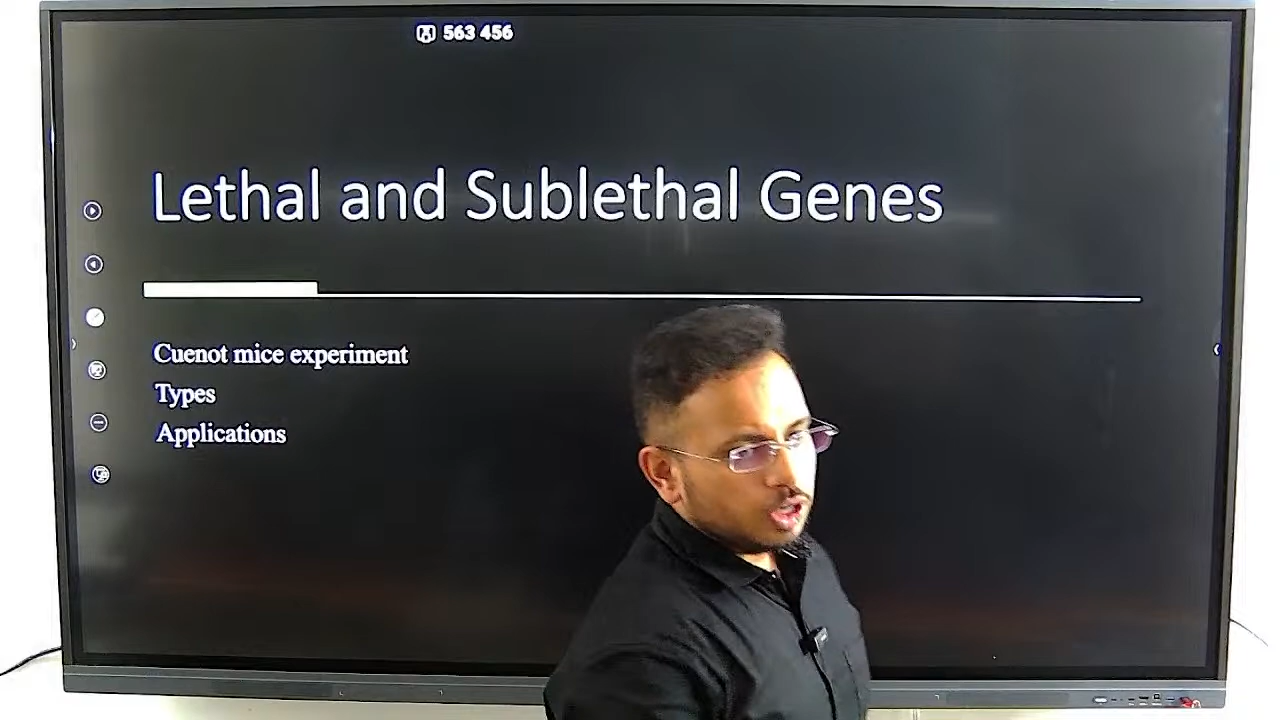 563 456
Lethal and Sublethal Genes
Cuenot mice experiment
Types
Applications